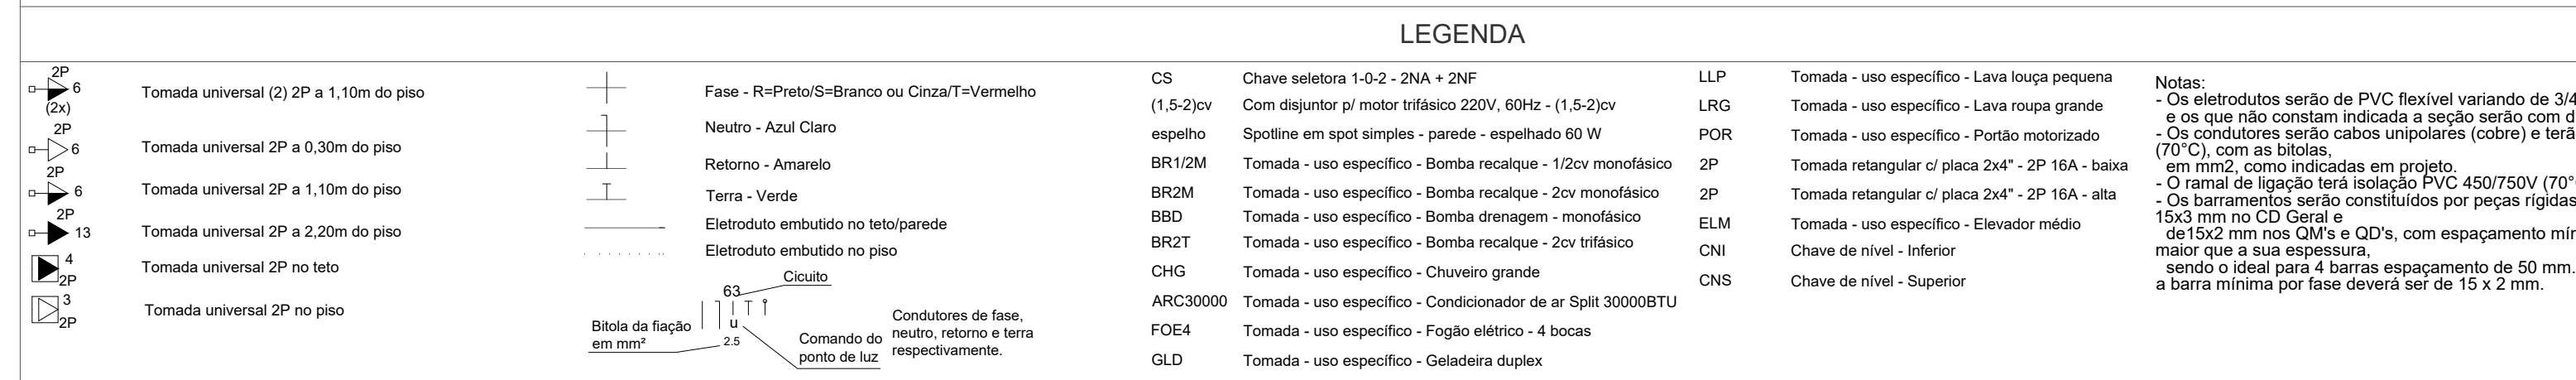 LEGENDA
2P
6
(2x)
Tomada universal (2) 2P a 1,10m do piso
2P
6
Tomada universal 2P a 0,30m do piso
2P
6
Tomada universal 2P a 1,10m do piso
2P
13
Tomada universal 2P a 2,20m do piso
4
2P
Tomada universal 2P no teto
3
2P
Tomada universal 2P no piso
Fase - R=Preto/S=Branco ou Cinza/T=Vermelho
Neutro - Azul Claro
Retorno - Amarelo
Terra - Verde
Eletroduto embutido no teto/parede
Eletroduto embutido no piso
Cicuito
63
u
2.5
Bitola da fiação
em mm²
Comando do
ponto de luz
Condutores de fase,
neutro, retorno e terra
respectivamente.
CS Chave seletora 1-0-2 - 2NA + 2NF
(1,5-2)cv Com disjuntor p/ motor trifásico 220V, 60Hz - (1,5-2)cv
espelho Spotline em spot simples - parede - espelhado 60 W
BR1/2M Tomada - uso específico - Bomba recalque - 1/2cv monofásico
BR2M Tomada - uso específico - Bomba recalque - 2cv monofásico
BBD Tomada - uso específico - Bomba drenagem - monofásico
BR2T Tomada - uso específico - Bomba recalque - 2cv trifásico
CHG Tomada - uso específico - Chuveiro grande
ARC30000 Tomada - uso específico - Condicionador de ar Split 30000BTU
FOE4 Tomada - uso específico - Fogão elétrico - 4 bocas
GLD Tomada - uso específico - Geladeira duplex
LLP Tomada - uso específico - Lava louça pequena
LRG Tomada - uso específico - Lava roupa grande
POR Tomada - uso específico - Portão motorizado
2P Tomada retangular c/ placa 2x4" - 2P 16A - baixa
2P Tomada retangular c/ placa 2x4" - 2P 16A - alta
ELM Tomada - uso específico - Elevador médio
CNI Chave de nível - Inferior
CNS Chave de nível - Superior
Notas:
- Os eletrodutos serão de PVC flexível variando de 3/4
e os que não constam indicada a seção serão com d
- Os condutores serão cabos unipolares (cobre) e terã
(70°C), com as bitolas,
em mm2, como indicadas em projeto.
- O ramal de ligação terá isolação PVC 450/750V (70°
- Os barramentos serão constituídos por peças rígidas
15x3 mm no CD Geral e
de15x2 mm nos QM's e QD's, com espaçamento mín
maior que a sua espessura,
sendo o ideal para 4 barras espaçamento de 50 mm.
a barra mínima por fase deverá ser de 15 x 2 mm.